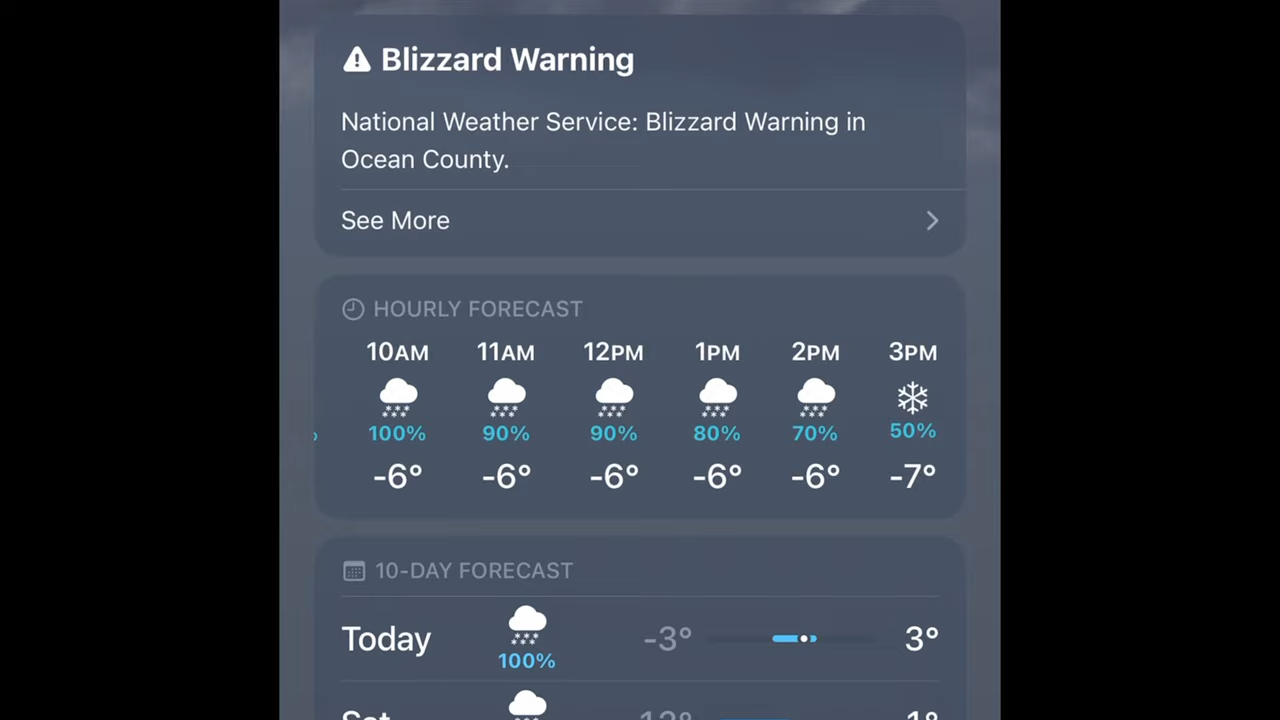 Blizzard Warning
National Weather Service: Blizzard Warning in
Ocean County.
See More
HOURLY FORECAST
10AM 11AM 12PM 1PM 2PM 3PM
100% 90% 90% 80% 70% 50%
-6° -6° -6° -6° -6° -7°
10-DAY FORECAST
Today -3° 3°
100%